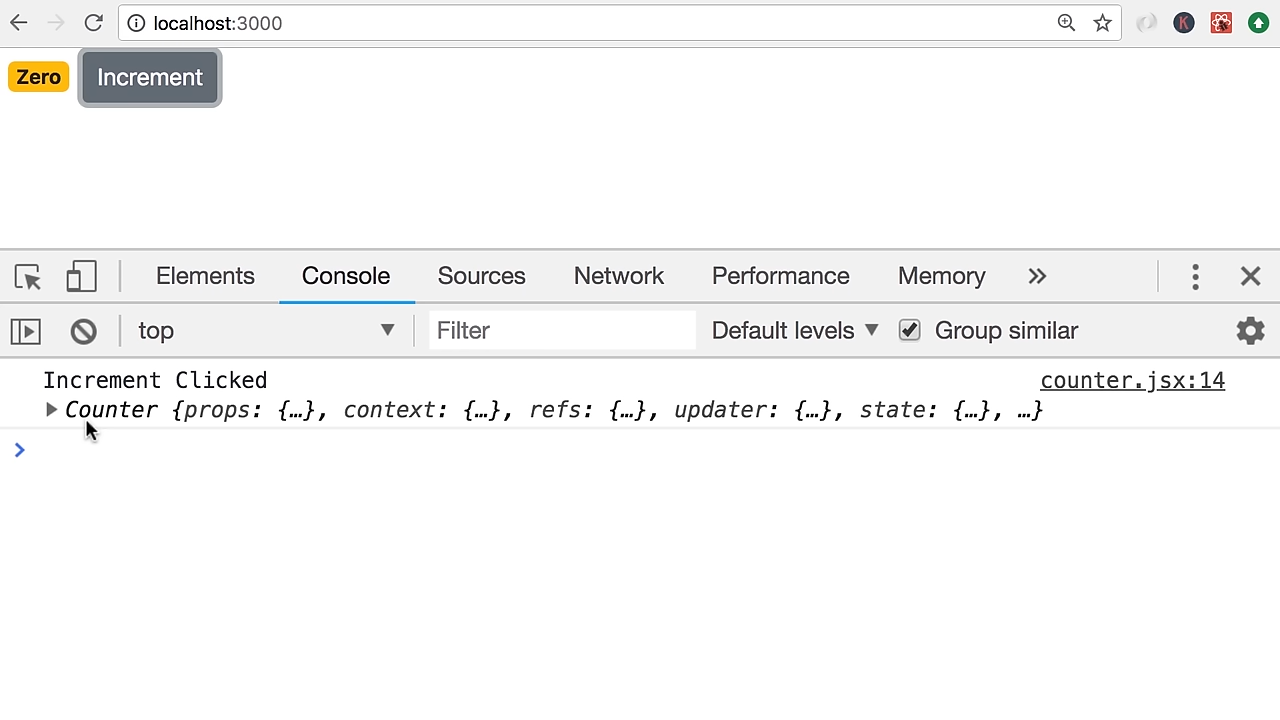 localhost:3000
K
Zero Increment
Elements Console Sources Network Performance Memory
top Filter Default levels Group similar
Increment Clicked counter.jsx:14
Counter {props: {…}, context: {…}, refs: {…}, updater: {…}, state: {…}, …}